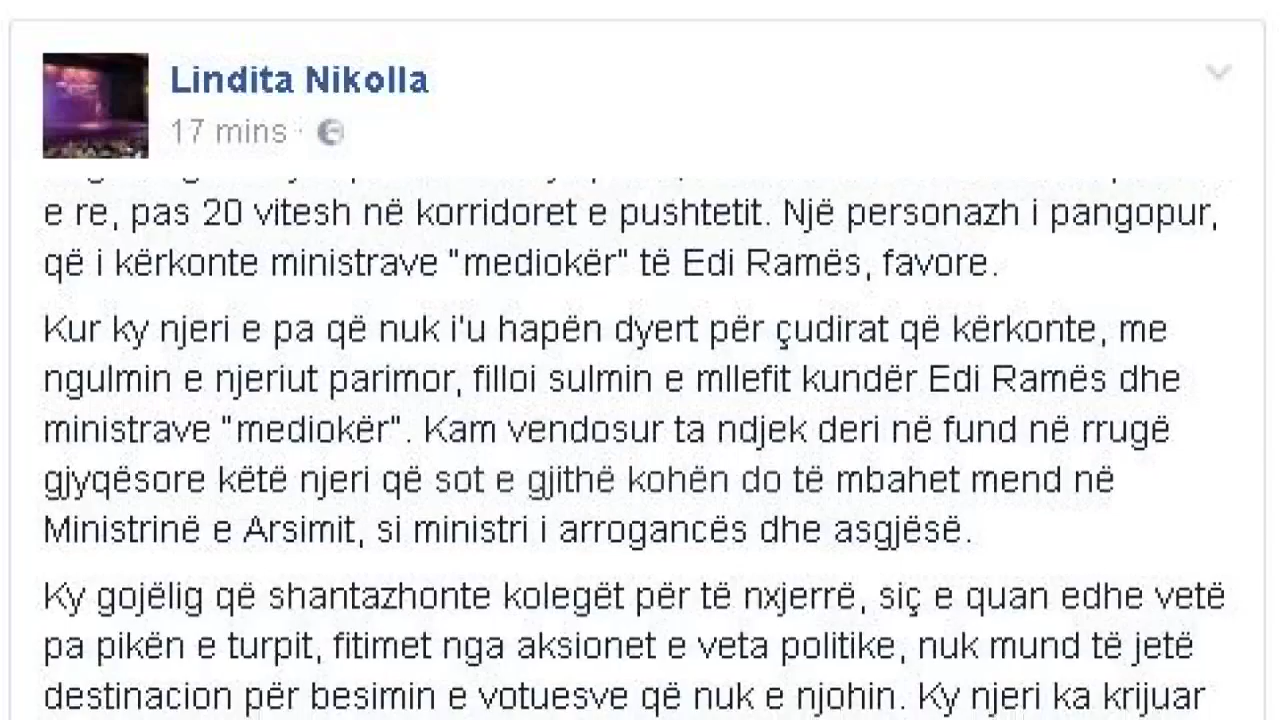 Lindita Nikolla
17 mins ·
e re, pas 20 vitesh në korridoret e pushtetit. Një personazh i pangopur,
që i kërkonte ministrave "mediokër" të Edi Ramës, favore.
Kur ky njeri e pa që nuk i'u hapën dyert për çudirat që kërkonte, me
ngulmin e njeriut parimor, filloi sulmin e mllefit kundër Edi Ramës dhe
ministrave "mediokër". Kam vendosur ta ndjek deri në fund në rrugë
gjyqësore këtë njeri që sot e gjithë kohën do të mbahet mend në
Ministrinë e Arsimit, si ministri i arrogancës dhe asgjësë.
Ky gojëlig që shantazhonte kolegët për të nxjerrë, siç e quan edhe vetë
pa pikën e turpit, fitimet nga aksionet e veta politike, nuk mund të jetë
destinacion për besimin e votuesve që nuk e njohin. Ky njeri ka krijuar